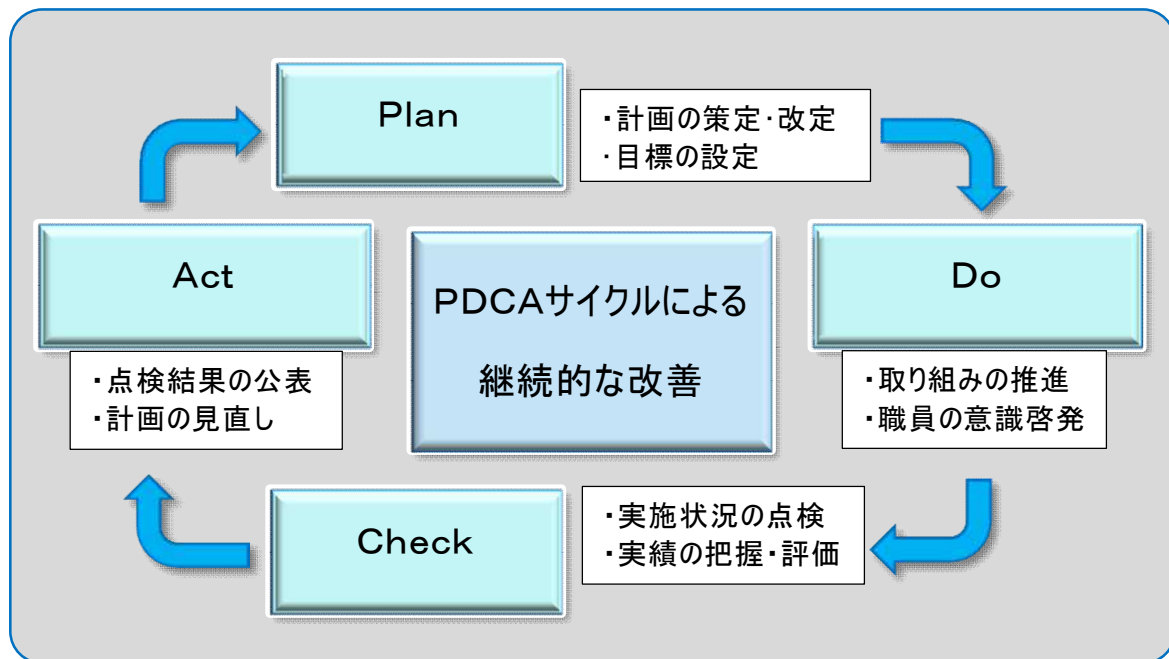 Plan
・計画の策定・改定
・目標の設定
Act
PDCAサイクルによる
継続的な改善
Do
・点検結果の公表
・計画の見直し
・取り組みの推進
・職員の意識啓発
Check
・実施状況の点検
・実績の把握・評価